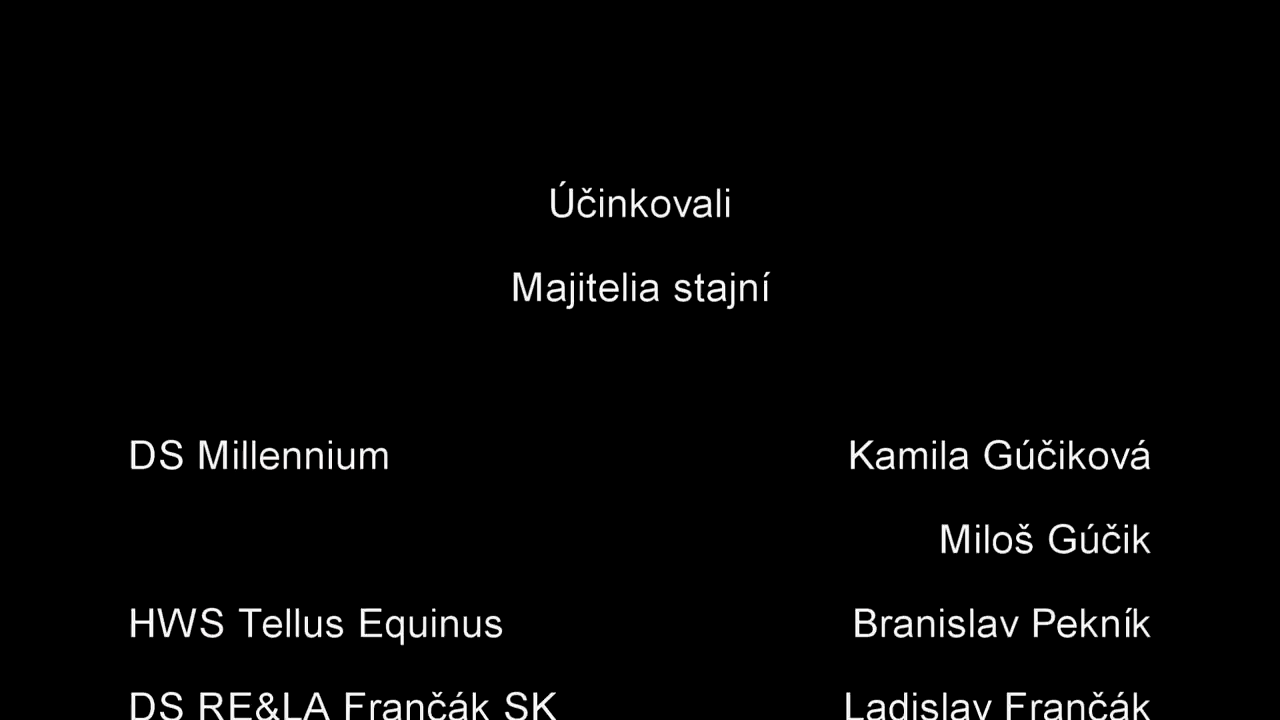 Účinkovali
Majitelia stajní
DS Millennium Kamila Gúčiková
Miloš Gúčik
HWS Tellus Equinus Branislav Pekník
DS RE&LA Frančák SK Ladislav Frančák